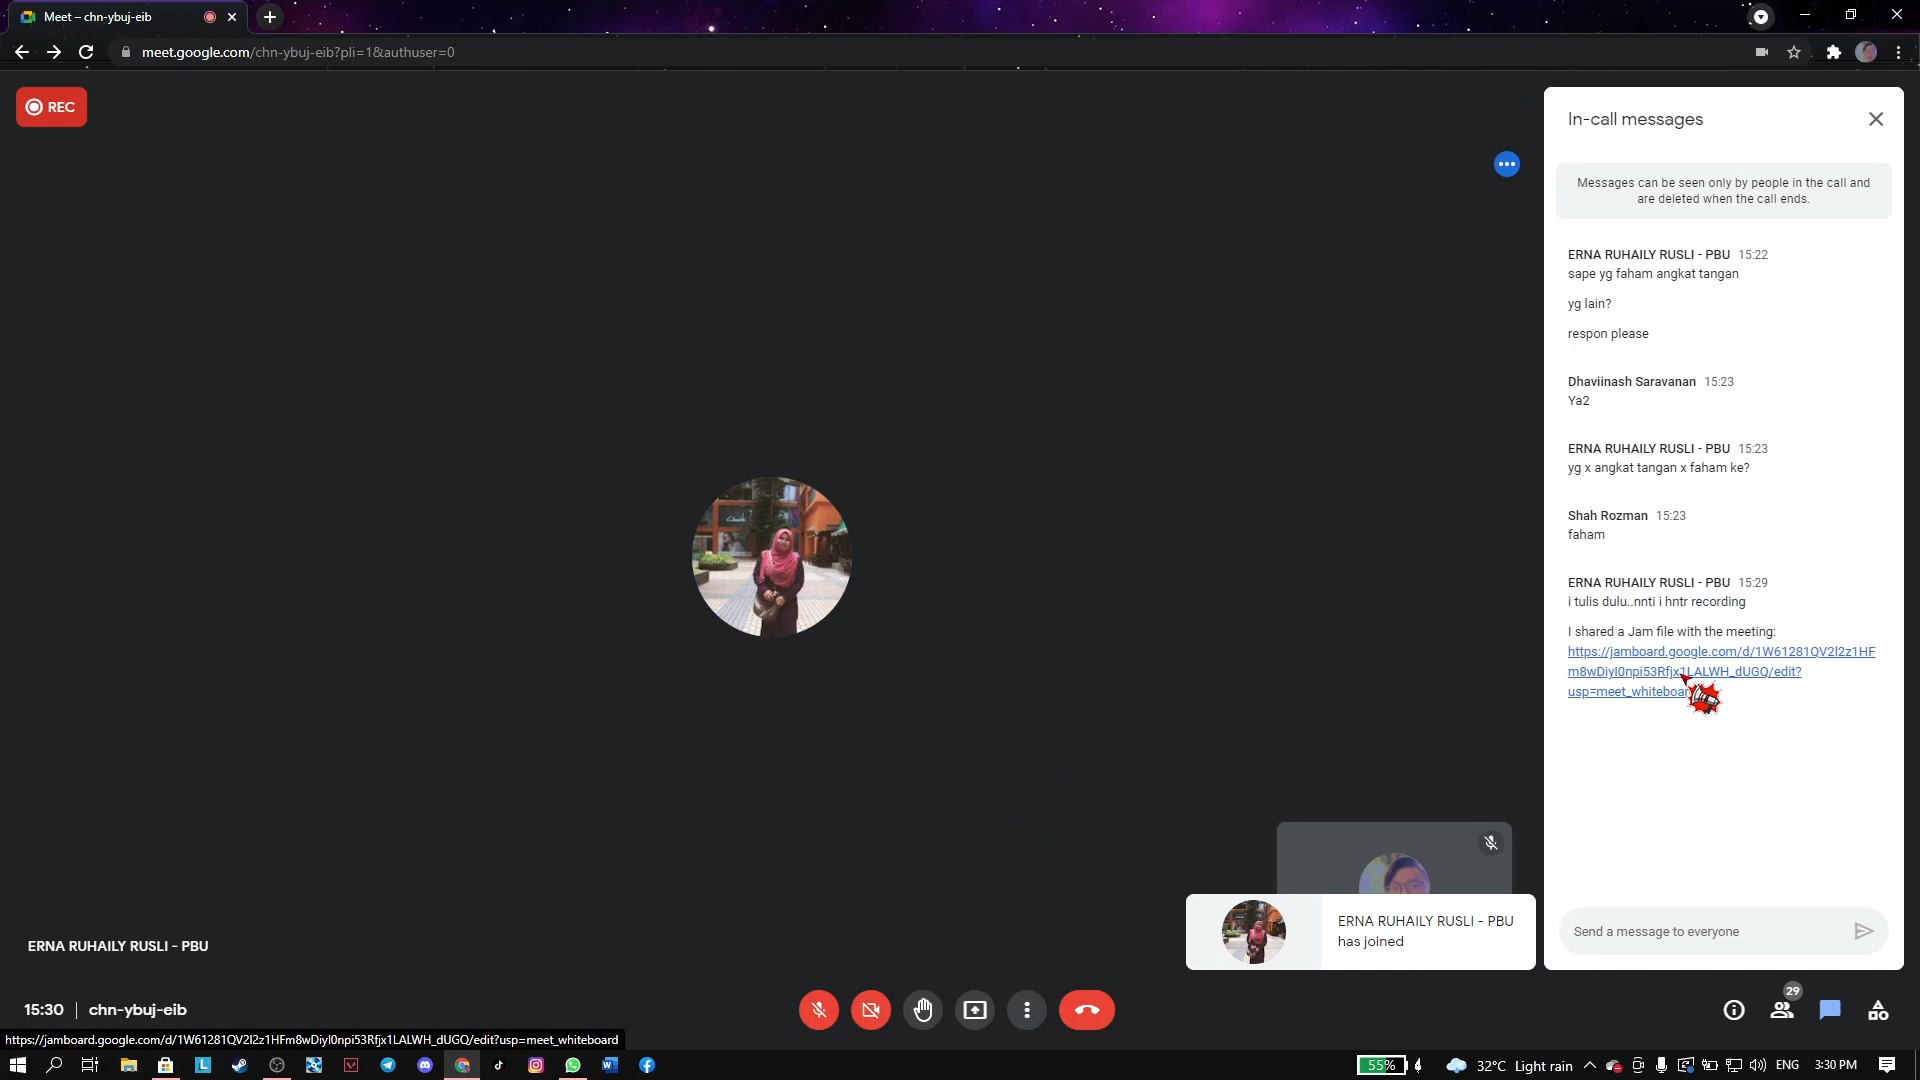 Meet – chn-ybuj-eib
meet.google.com/chn-ybuj-eib?pli=1&authuser=0
REC
In-call messages
Messages can be seen only by people in the call and
are deleted when the call ends.
ERNA RUHAILY RUSLI - PBU 15:22
sape yg faham angkat tangan
yg lain?
respon please
Dhaviinash Saravanan 15:23
Ya2
ERNA RUHAILY RUSLI - PBU 15:23
yg x angkat tangan x faham ke?
Shah Rozman 15:23
faham
ERNA RUHAILY RUSLI - PBU 15:29
i tulis dulu..nnti i hntr recording
I shared a Jam file with the meeting:
https://jamboard.google.com/d/1W61281QV2l2z1HF
m8wDiyI0npi53Rfjx1LALWH_dUGQ/edit?
usp=meet_whiteboar
ERNA RUHAILY RUSLI - PBU
has joined
Send a message to everyone
ERNA RUHAILY RUSLI - PBU
15:30 | chn-ybuj-eib
29
https://jamboard.google.com/d/1W61281QV2l2z1HFm8wDiyI0npi53Rfjx1LALWH_dUGQ/edit?usp=meet_whiteboard
55%
32°C Light rain
ENG
3:30 PM